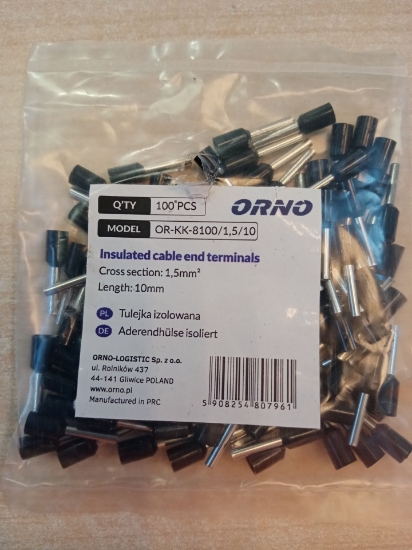 Q'TY 100 PCS ORNO
MODEL OR-KK-8100/1,5/10
Insulated cable end terminals
Cross section: 1,5mm²
Length: 10mm
PL Tulejka izolowana
DE Aderendhülse isoliert
ORNO-LOGISTIC Sp. z o.o.
ul. Rolników 437
44-141 Gliwice POLAND
www.orno.pl
Manufactured in PRC
5 908254 807961